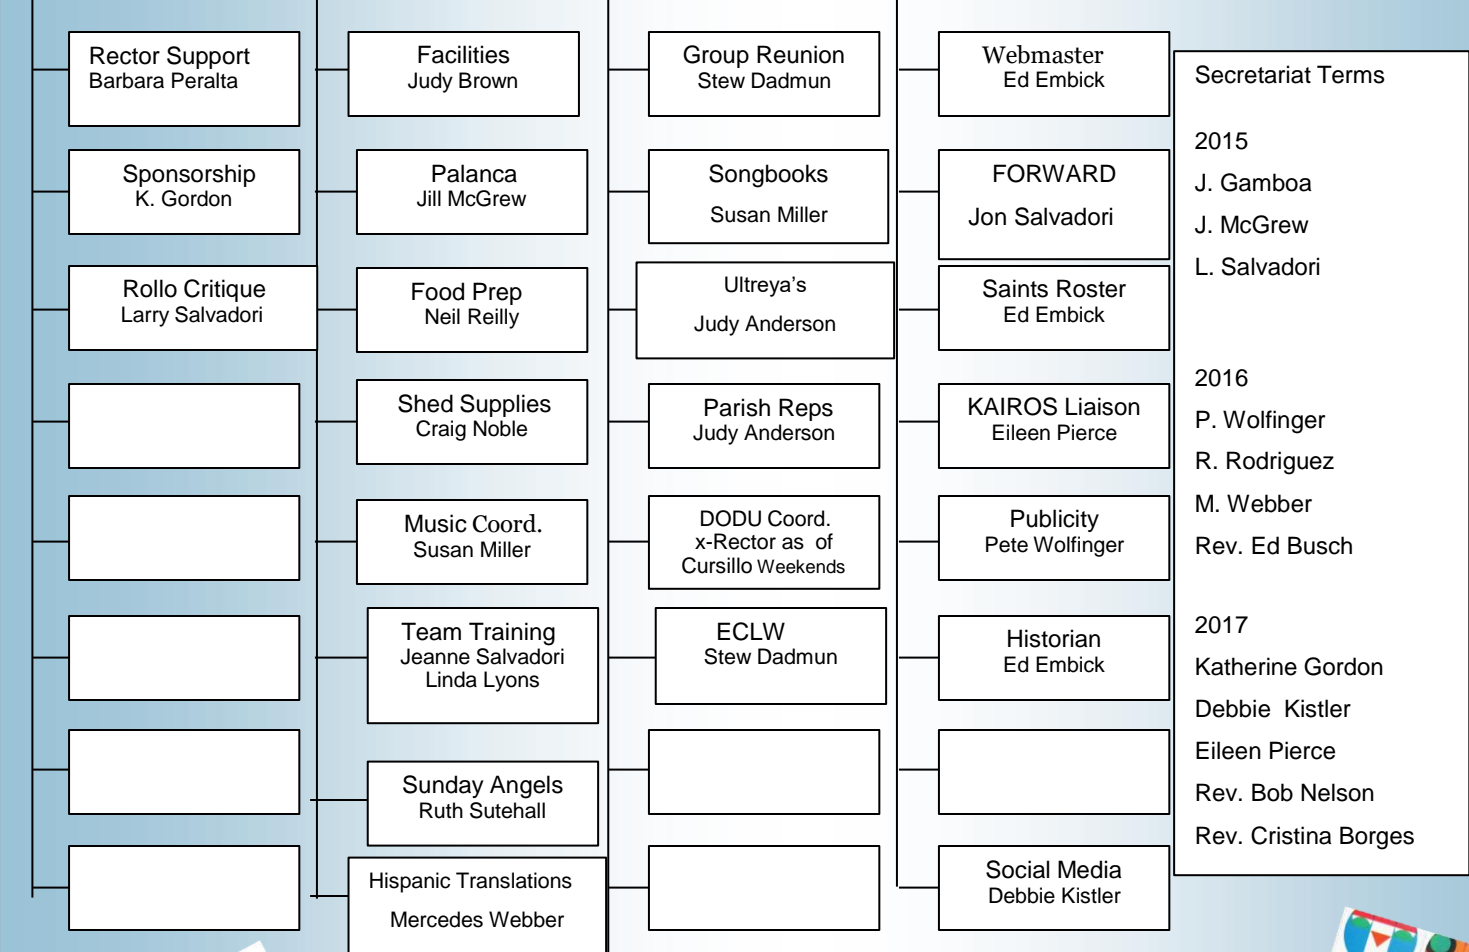 Rector Support
Barbara Peralta
Sponsorship
K. Gordon
Rollo Critique
Larry Salvadori
Facilities
Judy Brown
Palanca
Jill McGrew
Food Prep
Neil Reilly
Shed Supplies
Craig Noble
Music Coord.
Susan Miller
Team Training
Jeanne Salvadori
Linda Lyons
Sunday Angels
Ruth Sutehall
Hispanic Translations
Mercedes Webber
Group Reunion
Stew Dadmun
Songbooks
Susan Miller
Ultreya's
Judy Anderson
Parish Reps
Judy Anderson
DODU Coord.
x-Rector as of
Cursillo Weekends
ECLW
Stew Dadmun
Webmaster
Ed Embick
FORWARD
Jon Salvadori
Saints Roster
Ed Embick
KAIROS Liaison
Eileen Pierce
Publicity
Pete Wolfinger
Historian
Ed Embick
Social Media
Debbie Kistler
Secretariat Terms
2015
J. Gamboa
J. McGrew
L. Salvadori
2016
P. Wolfinger
R. Rodriguez
M. Webber
Rev. Ed Busch
2017
Katherine Gordon
Debbie Kistler
Eileen Pierce
Rev. Bob Nelson
Rev. Cristina Borges